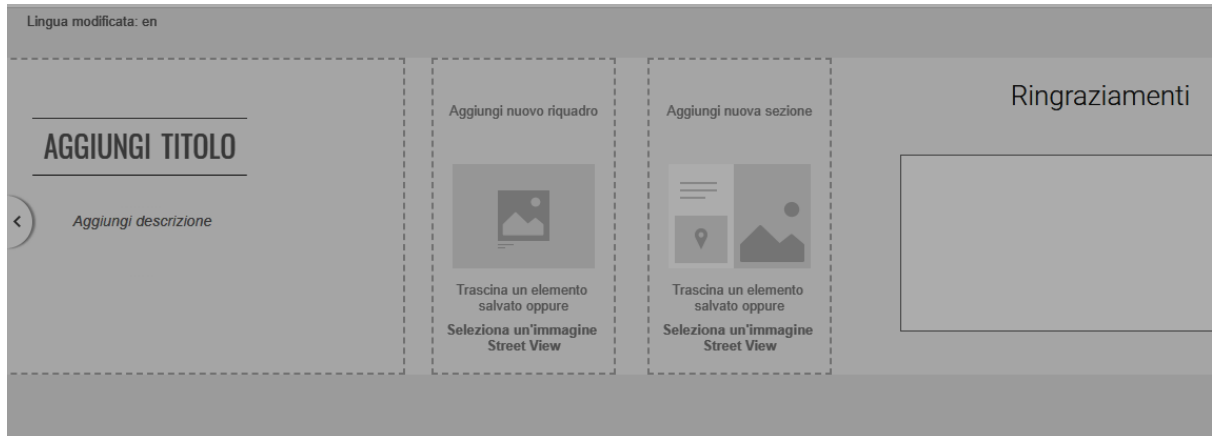 Lingua modificata: en
AGGIUNGI TITOLO
Aggiungi descrizione
Aggiungi nuovo riquadro
Trascina un elemento
salvato oppure
Seleziona un'immagine
Street View
Aggiungi nuova sezione
Trascina un elemento
salvato oppure
Seleziona un'immagine
Street View
Ringraziamenti